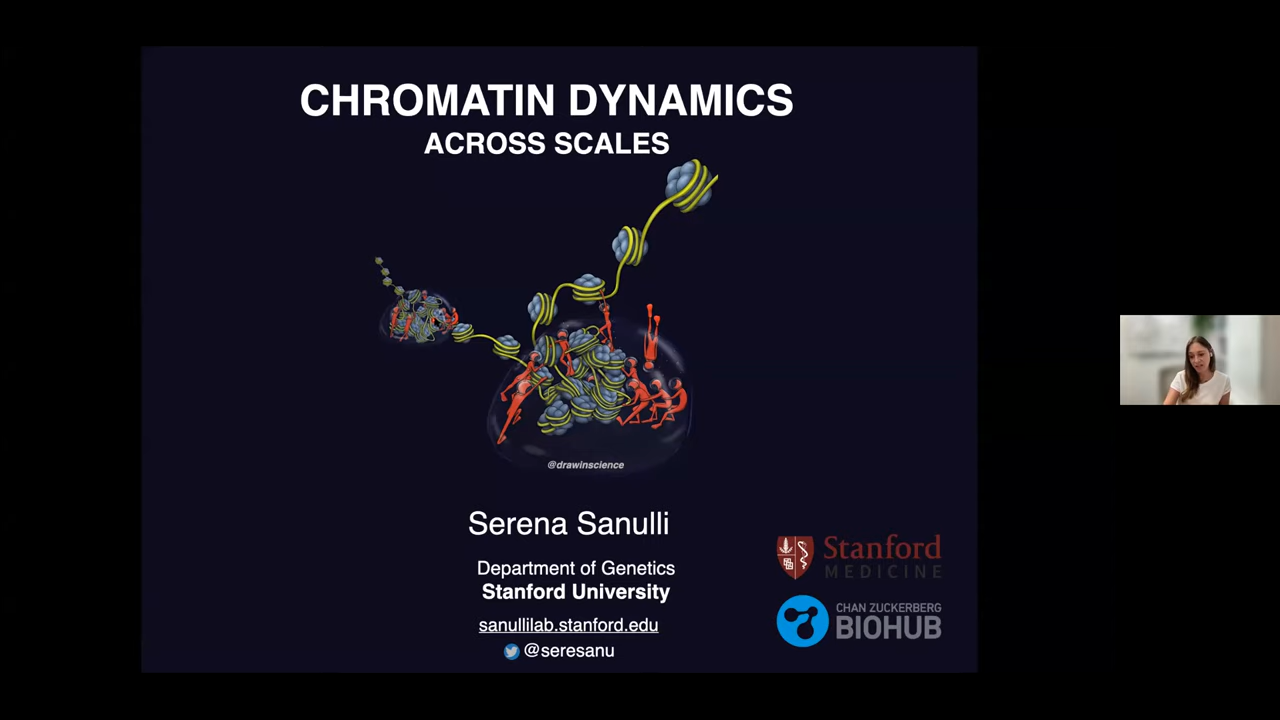 CHROMATIN DYNAMICS
ACROSS SCALES
@drawinscience
Serena Sanulli
Department of Genetics
Stanford University
sanullilab.stanford.edu
@seresanu
Stanford
MEDICINE
CHAN ZUCKERBERG
BIOHUB